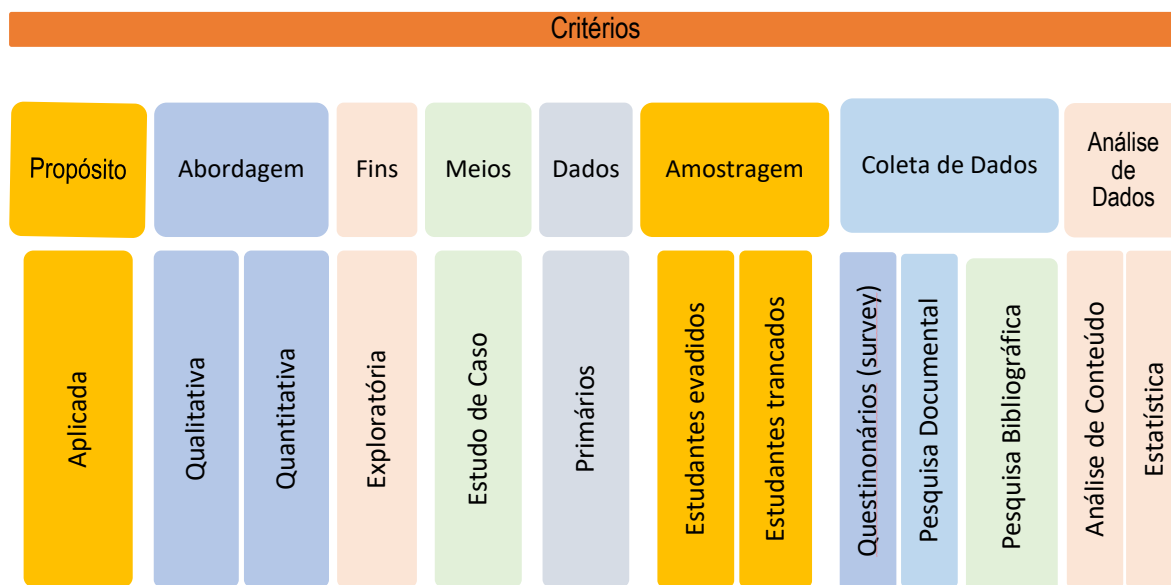 Critérios
Propósito
Abordagem
Fins
Meios
Dados
Amostragem
Coleta de Dados
Análise
de
Dados
Aplicada
Qualitativa
Quantitativa
Exploratória
Estudo de Caso
Primários
Estudantes evadidos
Estudantes trancados
Questinonários (survey)
Pesquisa Documental
Pesquisa Bibliográfica
Análise de Conteúdo
Estatística